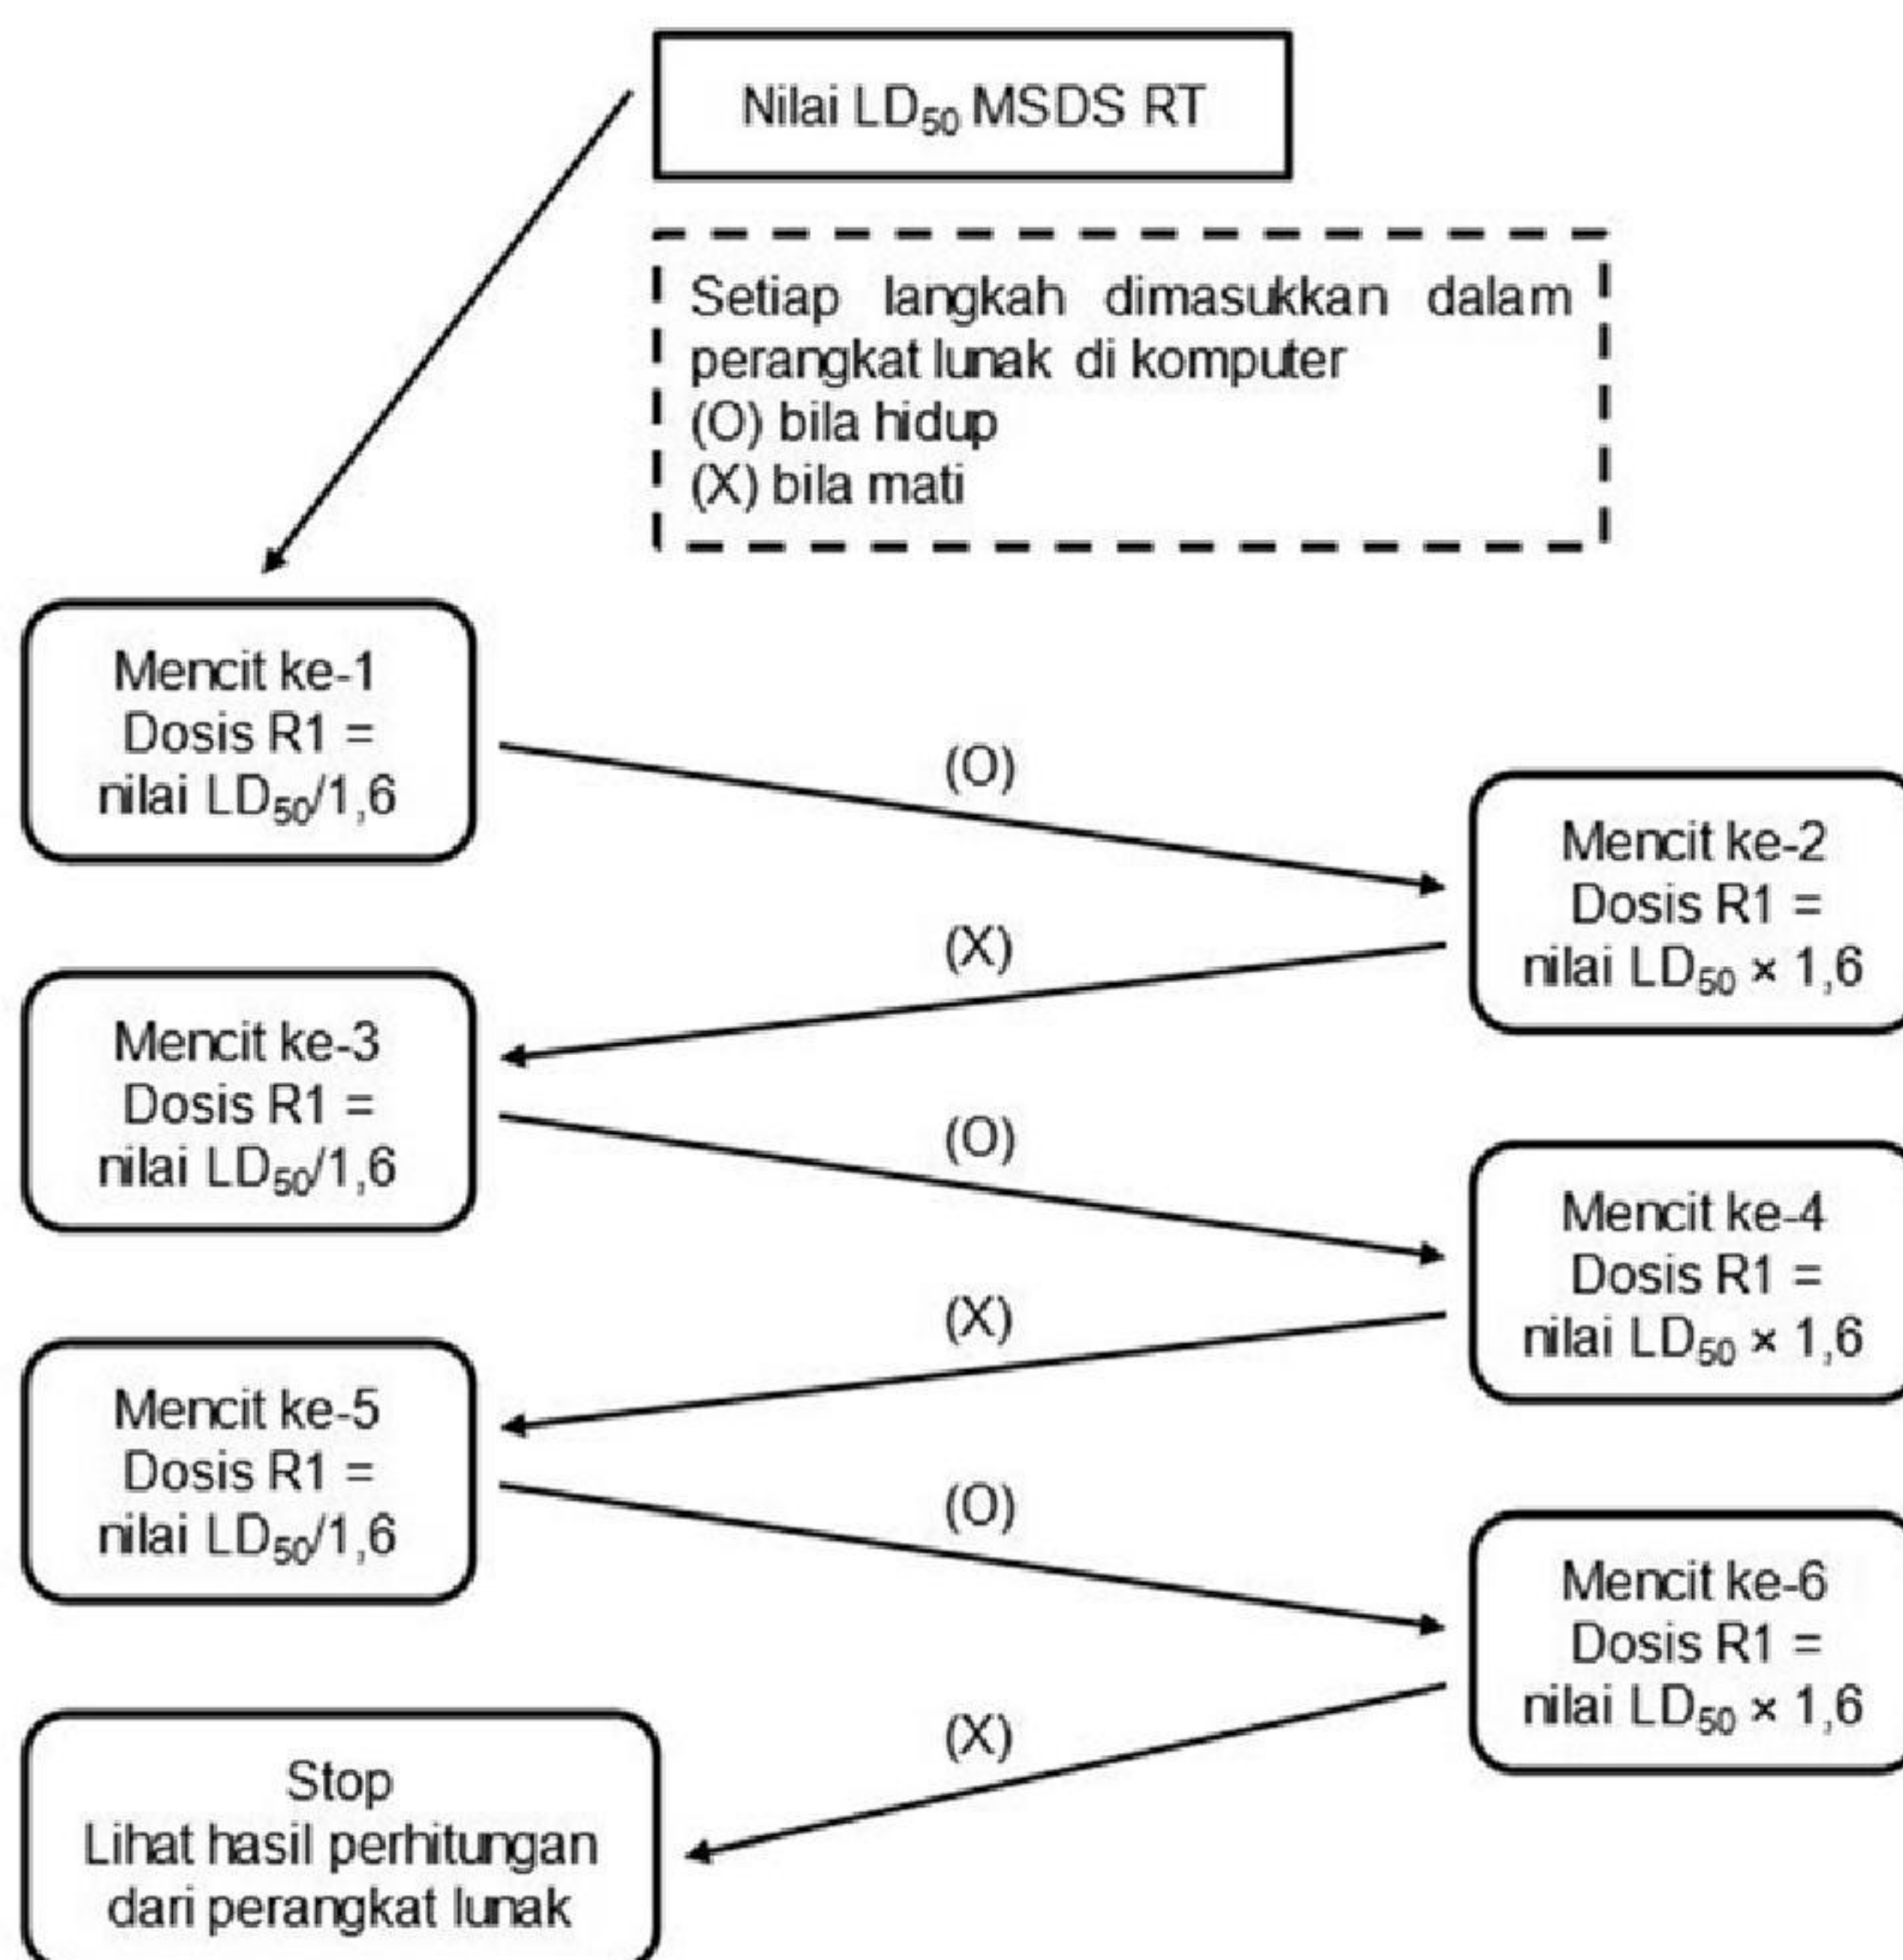 Nilai LD₅₀ MSDS RT
Setiap langkah dimasukkan dalam
perangkat lunak di komputer
(O) bila hidup
(X) bila mati
Mencit ke-1
Dosis R1 =
nilai LD₅₀/1,6
(O)
Mencit ke-2
Dosis R1 =
nilai LD₅₀ × 1,6
(X)
Mencit ke-3
Dosis R1 =
nilai LD₅₀/1,6
(O)
Mencit ke-4
Dosis R1 =
nilai LD₅₀ × 1,6
(X)
Mencit ke-5
Dosis R1 =
nilai LD₅₀/1,6
(O)
Mencit ke-6
Dosis R1 =
nilai LD₅₀ × 1,6
(X)
Stop
Lihat hasil perhitungan
dari perangkat lunak